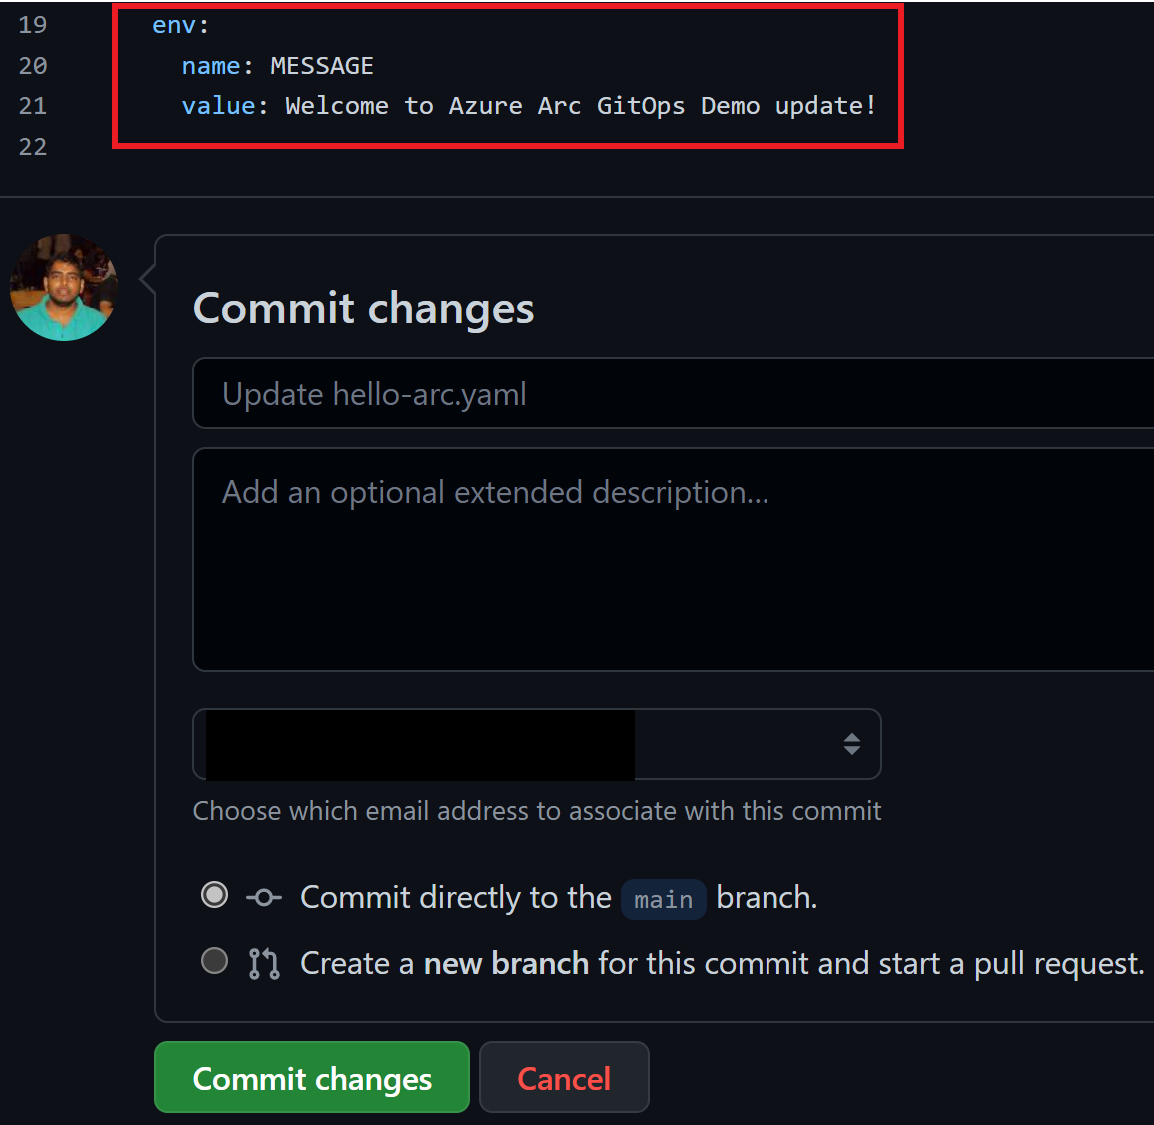 19 env:
20 name: MESSAGE
21 value: Welcome to Azure Arc GitOps Demo update!
22
Commit changes
Update hello-arc.yaml
Add an optional extended description...
Choose which email address to associate with this commit
Commit directly to the main branch.
Create a new branch for this commit and start a pull request.
Commit changes Cancel